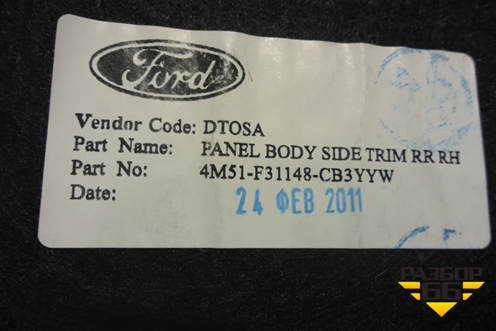 Ford
Vendor Code: DTOSA
Part Name: PANEL BODY SIDE TRIM RR RH
Part No: 4M51-F31148-CB3YYW
Date: 24 ФЕВ 2011
РАЗБОР
66